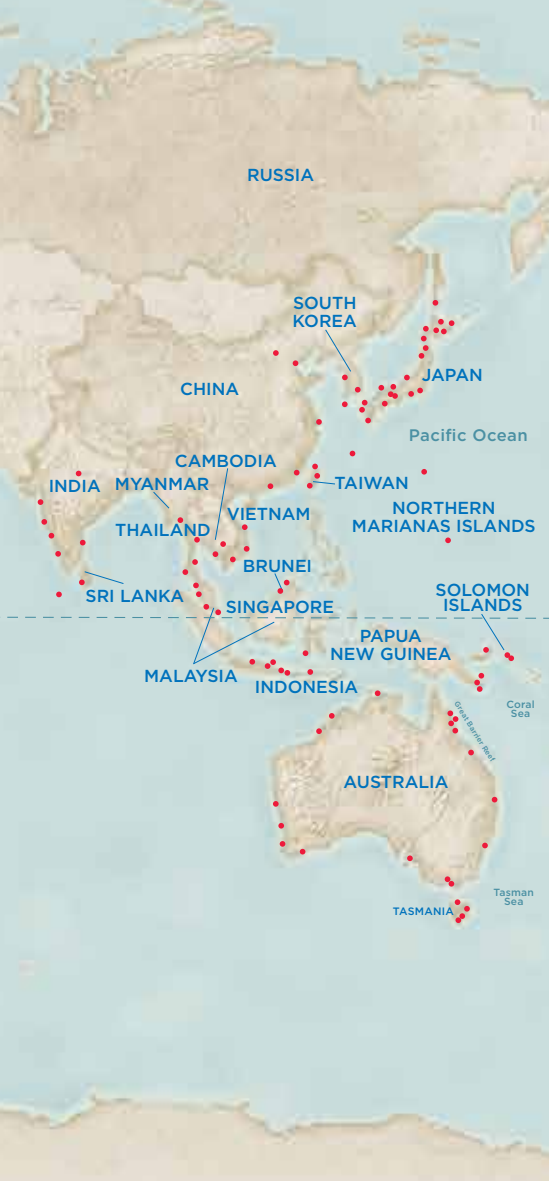 RUSSIA
SOUTH
KOREA
JAPAN
CHINA
Pacific Ocean
CAMBODIA
INDIA
MYANMAR
TAIWAN
VIETNAM
NORTHERN
MARIANAS ISLANDS
THAILAND
BRUNEI
SRI LANKA
SINGAPORE
SOLOMON
ISLANDS
PAPUA
NEW GUINEA
MALAYSIA
INDONESIA
Coral
Sea
Great Barrier Reef
AUSTRALIA
Tasman
Sea
TASMANIA